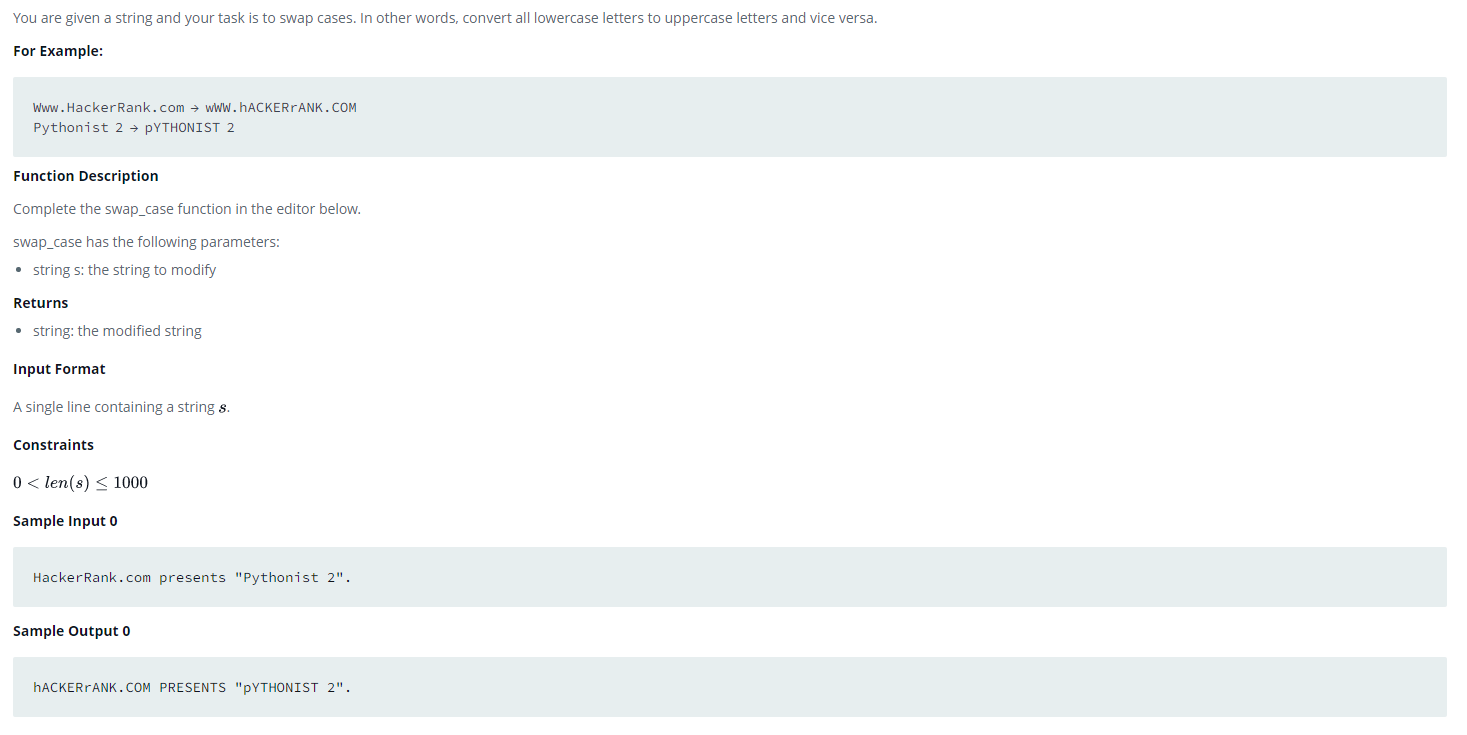 You are given a string and your task is to swap cases. In other words, convert all lowercase letters to uppercase letters and vice versa.
For Example:
Www.HackerRank.com → wWW.hACKERrANK.COM
Pythonist 2 → pYTHONIST 2
Function Description
Complete the swap_case function in the editor below.
swap_case has the following parameters:
• string s: the string to modify
Returns
• string: the modified string
Input Format
A single line containing a string s.
Constraints
0 < len(s) ≤ 1000
Sample Input 0
HackerRank.com presents "Pythonist 2".
Sample Output 0
hACKERrANK.COM PRESENTS "pYTHONIST 2".